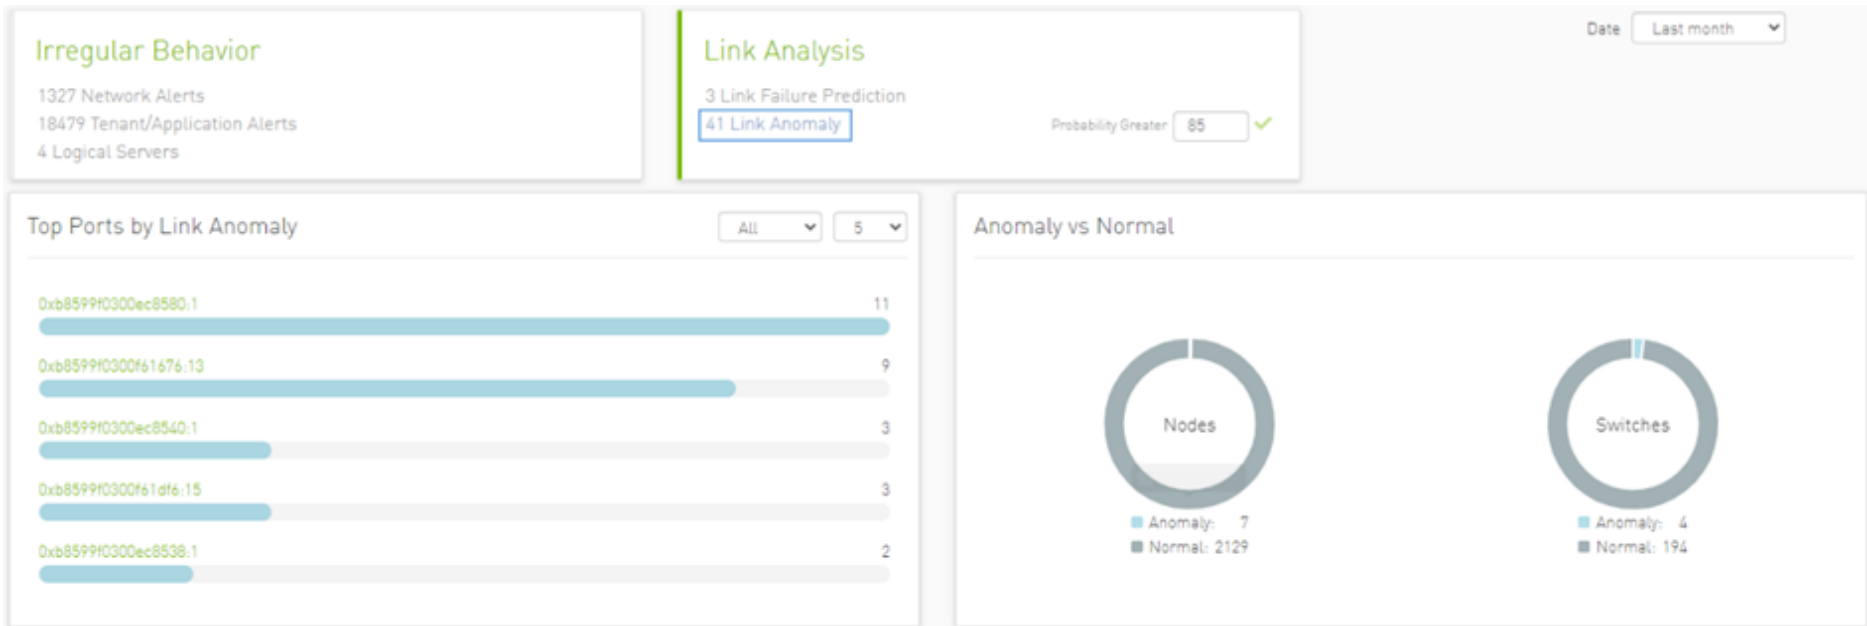 Irregular Behavior
1327 Network Alerts
18479 Tenant/Application Alerts
4 Logical Servers
Link Analysis
3 Link Failure Prediction
41 Link Anomaly
Probability Greater 85
Date Last month
Top Ports by Link Anomaly
All 5
0xb8599f0300ec8580:1 11
0xb8599f0300f61676:13 9
0xb8599f0300ec8540:1 3
0xb8599f0300f61df6:15 3
0xb8599f0300ec8538:1 2
Anomaly vs Normal
Nodes
Anomaly: 7
Normal: 2129
Switches
Anomaly: 4
Normal: 194